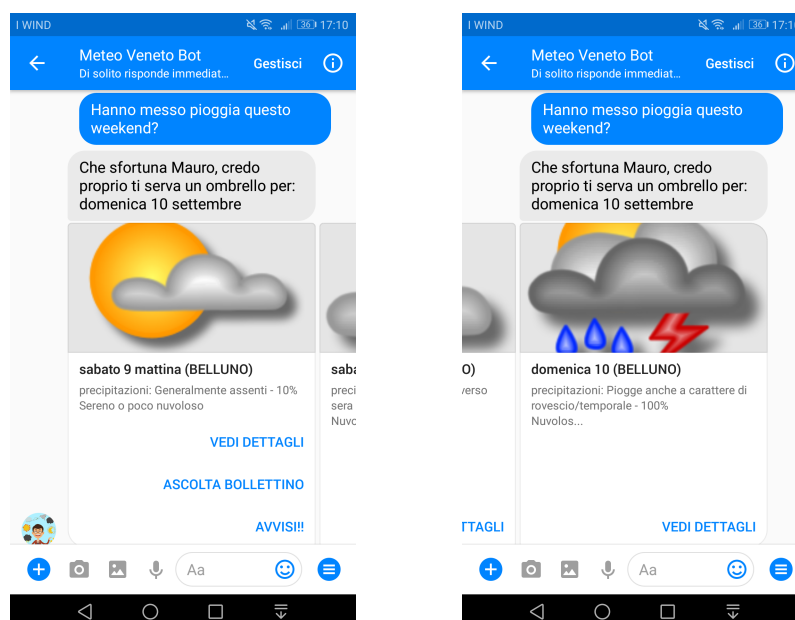 I WIND
36 17:10
Meteo Veneto Bot
Di solito risponde immediat...
Gestisci
Hanno messo pioggia questo
weekend?
Che sfortuna Mauro, credo
proprio ti serva un ombrello per:
domenica 10 settembre
sabato 9 mattina (BELLUNO)
precipitazioni: Generalmente assenti - 10%
Sereno o poco nuvoloso
VEDI DETTAGLI
ASCOLTA BOLLETTINO
AVVISI!!
saba
preci
sera
Nuvo
Aa
I WIND
36 17:1
Meteo Veneto Bot
Di solito risponde immediat...
Gestisci
Hanno messo pioggia questo
weekend?
Che sfortuna Mauro, credo
proprio ti serva un ombrello per:
domenica 10 settembre
O)
verso
TTAGLI
domenica 10 (BELLUNO)
precipitazioni: Piogge anche a carattere di
rovescio/temporale - 100%
Nuvolos...
VEDI DETTAGLI
Aa